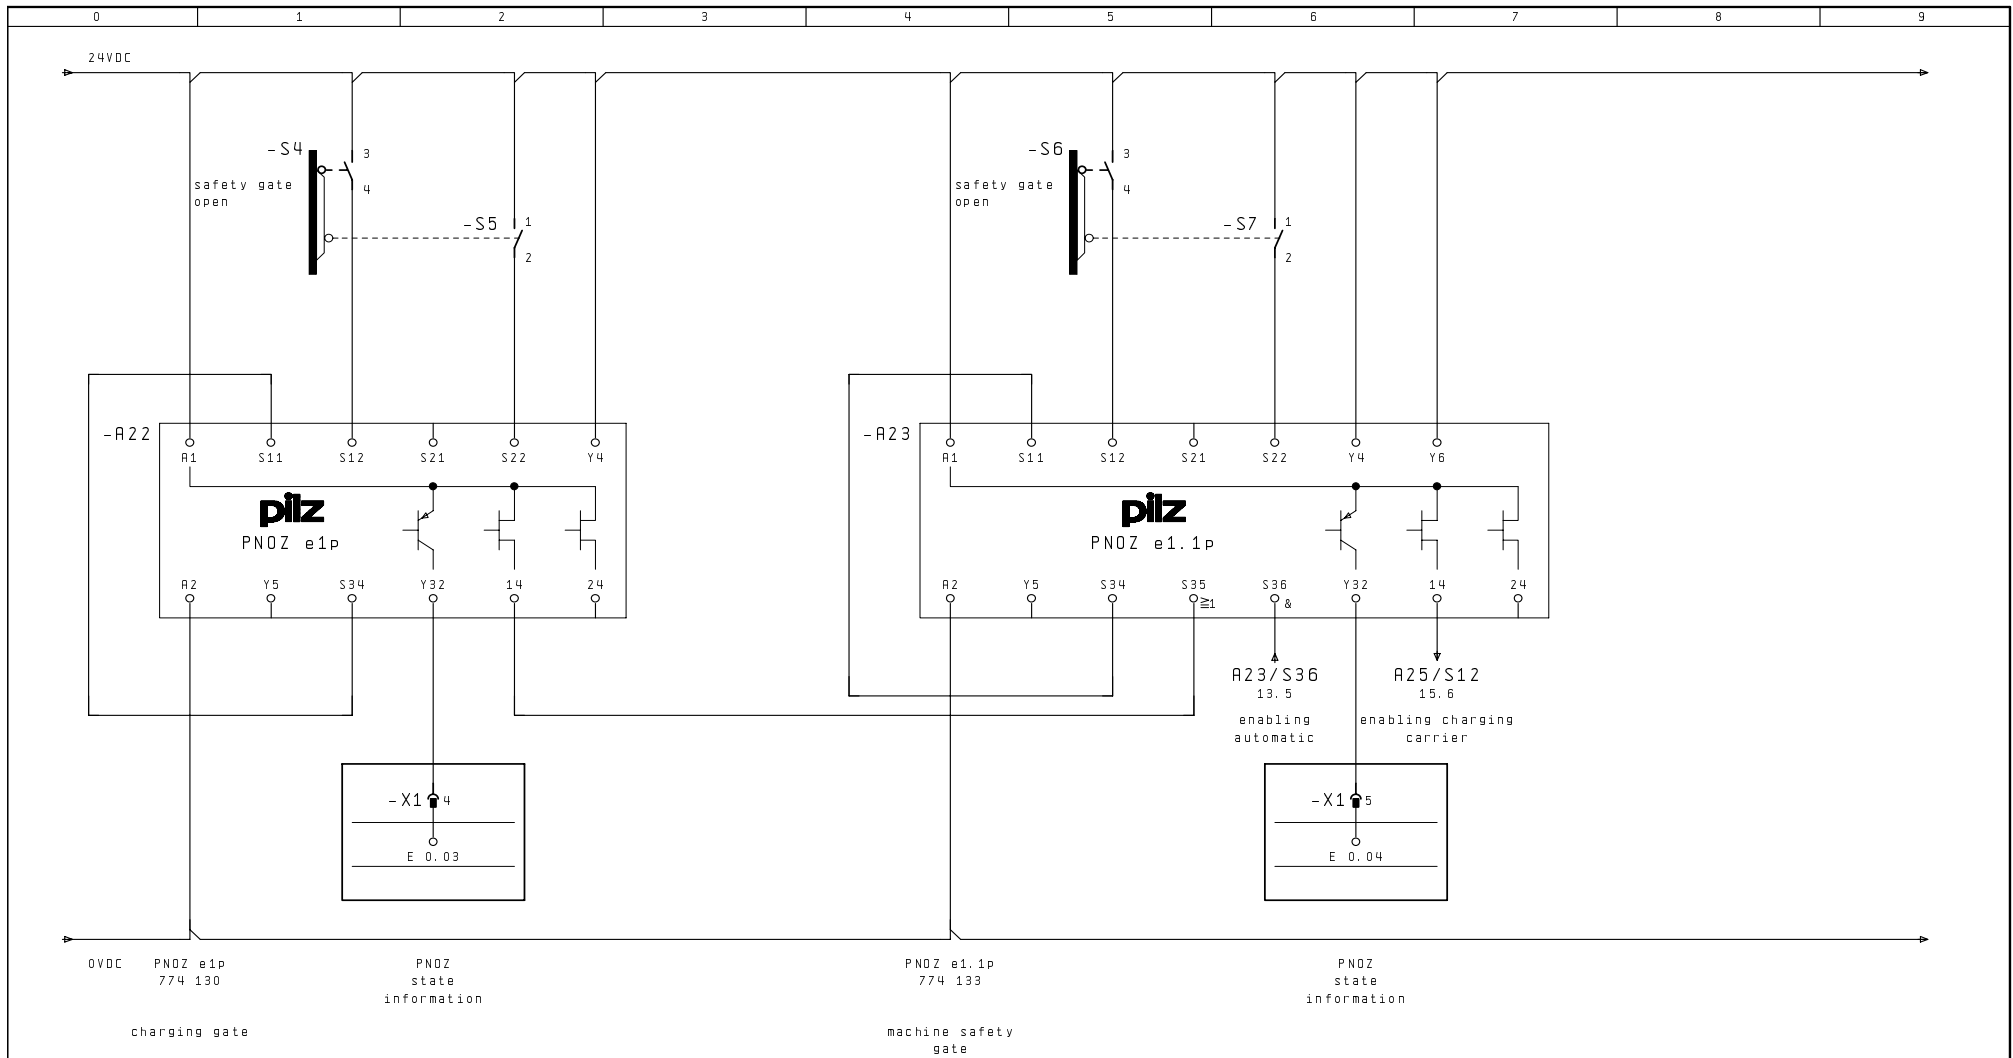 0 1 2 3 4 5 6 7 8 9
24VDC
-S4 3
4
safety gate
open
-S5 1
2
-S6 3
4
safety gate
open
-S7 1
2
-A22
A1 S11 S12 S21 S22 Y4
pilz
PNOZ e1p
A2 Y5 S34 Y32 14 24
-A23
A1 S11 S12 S21 S22 Y4 Y6
pilz
PNOZ e1.1p
A2 Y5 S34 S35 S36 Y32 14 24
≧1 &
A23/S36
13.5
enabling
automatic
A25/S12
15.6
enabling charging
carrier
-X1 4
E 0.03
-X1 5
E 0.04
0VDC
PNOZ e1p
774 130
PNOZ
state
information
PNOZ e1.1p
774 133
PNOZ
state
information
charging gate
machine safety
gate